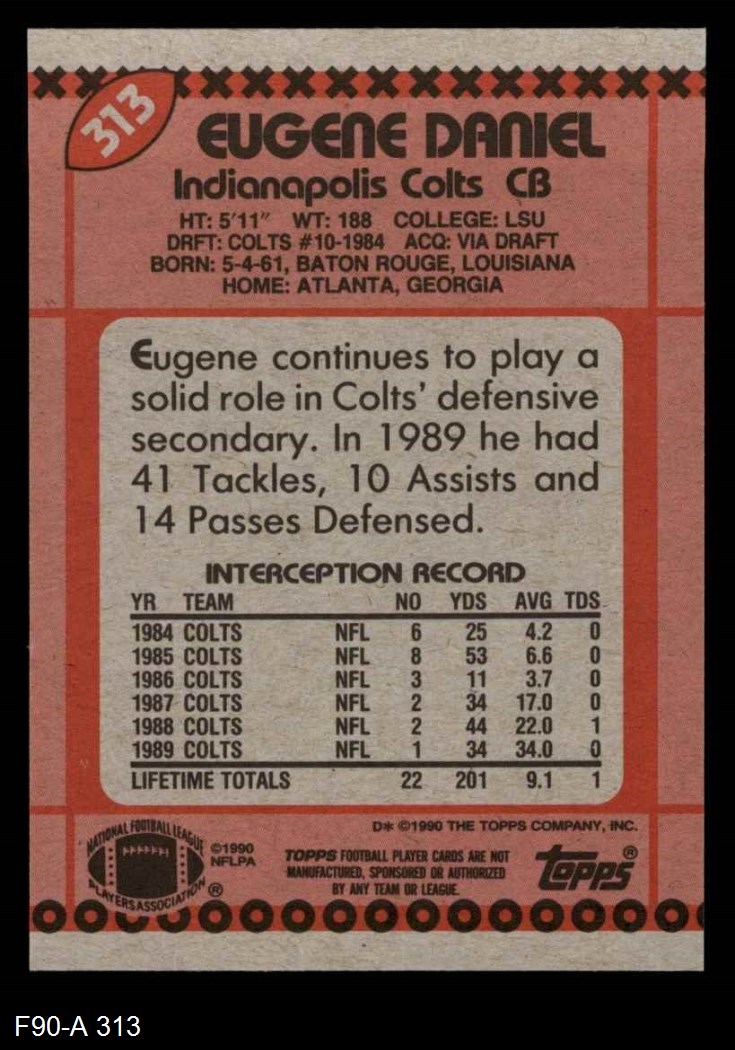 313
EUGENE DANIEL
Indianapolis Colts CB
HT: 5'11" WT: 188 COLLEGE: LSU
DRFT: COLTS #10-1984 ACQ: VIA DRAFT
BORN: 5-4-61, BATON ROUGE, LOUISIANA
HOME: ATLANTA, GEORGIA
Eugene continues to play a
solid role in Colts' defensive
secondary. In 1989 he had
41 Tackles, 10 Assists and
14 Passes Defensed.
INTERCEPTION RECORD
YR TEAM NO YDS AVG TDS
1984 COLTS NFL 6 25 4.2 0
1985 COLTS NFL 8 53 6.6 0
1986 COLTS NFL 3 11 3.7 0
1987 COLTS NFL 2 34 17.0 0
1988 COLTS NFL 2 44 22.0 1
1989 COLTS NFL 1 34 34.0 0
LIFETIME TOTALS 22 201 9.1 1
D* ©1990 THE TOPPS COMPANY, INC.
NATIONAL FOOTBALL LEAGUE
PLAYERS ASSOCIATION ®
©1990
NFLPA
TOPPS FOOTBALL PLAYER CARDS ARE NOT
MANUFACTURED, SPONSORED OR AUTHORIZED
BY ANY TEAM OR LEAGUE.
topps®
F90-A 313